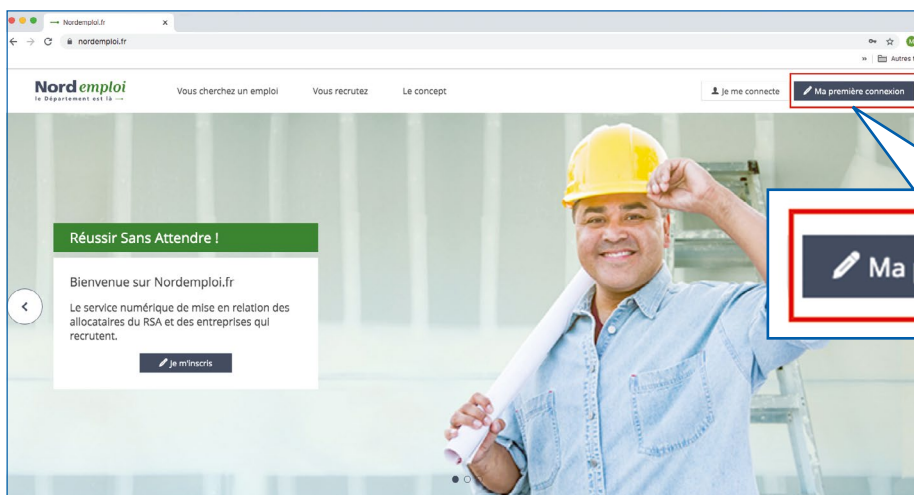 Nordemploi.fr x
nordemploi.fr
Autres
Nord emploi
le Département est là →
Vous cherchez un emploi
Vous recrutez
Le concept
Je me connecte
Ma première connexion
Ma
Réussir Sans Attendre !
Bienvenue sur Nordemploi.fr
Le service numérique de mise en relation des
allocataires du RSA et des entreprises qui
recrutent.
Je m'inscris